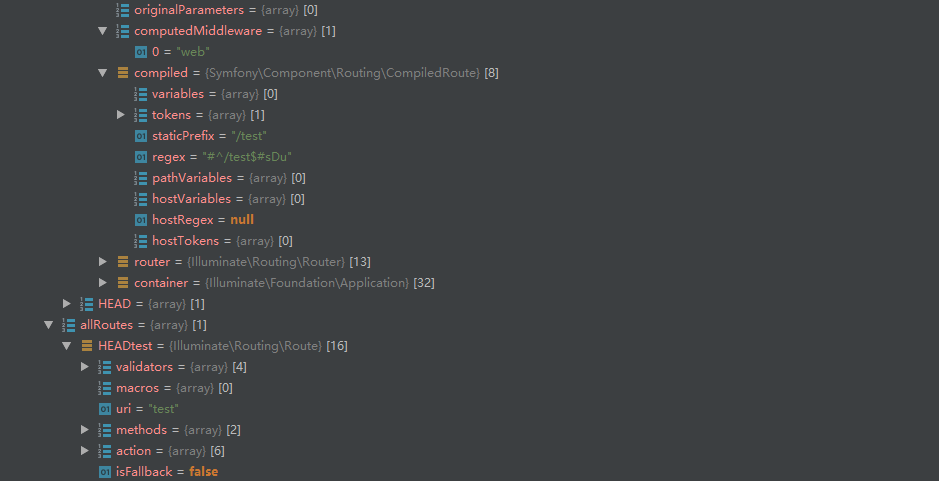 originalParameters = {array} [0]
computedMiddleware = {array} [1]
0 = "web"
compiled = {Symfony\Component\Routing\CompiledRoute} [8]
variables = {array} [0]
tokens = {array} [1]
staticPrefix = "/test"
regex = "#^/test$#sDu"
pathVariables = {array} [0]
hostVariables = {array} [0]
hostRegex = null
hostTokens = {array} [0]
router = {Illuminate\Routing\Router} [13]
container = {Illuminate\Foundation\Application} [32]
HEAD = {array} [1]
allRoutes = {array} [1]
HEADtest = {Illuminate\Routing\Route} [16]
validators = {array} [4]
macros = {array} [0]
uri = "test"
methods = {array} [2]
action = {array} [6]
isFallback = false